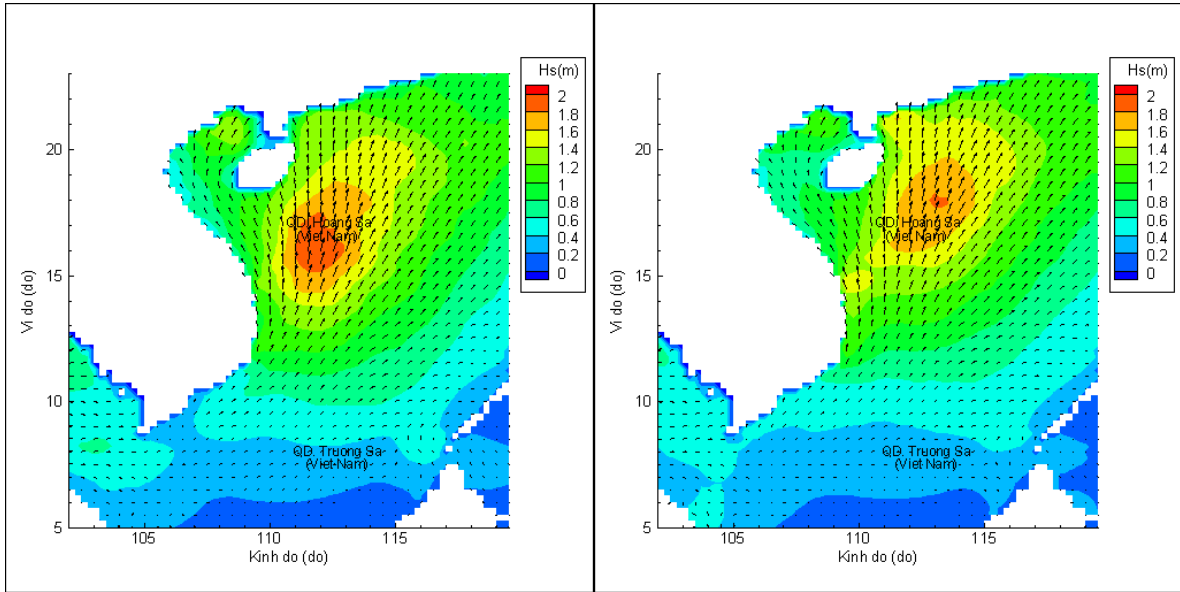 Hs(m)
2
1.8
1.6
1.4
1.2
1
0.8
0.6
0.4
0.2
0
20
15
10
5
Vi do (do)
QD. Hoang Sa
(Viet Nam)
QD. Truong Sa
(Viet Nam)
105
110
115
Kinh do (do)
Hs(m)
2
1.8
1.6
1.4
1.2
1
0.8
0.6
0.4
0.2
0
20
15
10
5
Vi do (do)
QD. Hoang Sa
(Viet Nam)
QD. Truong Sa
(Viet Nam)
105
110
115
Kinh do (do)